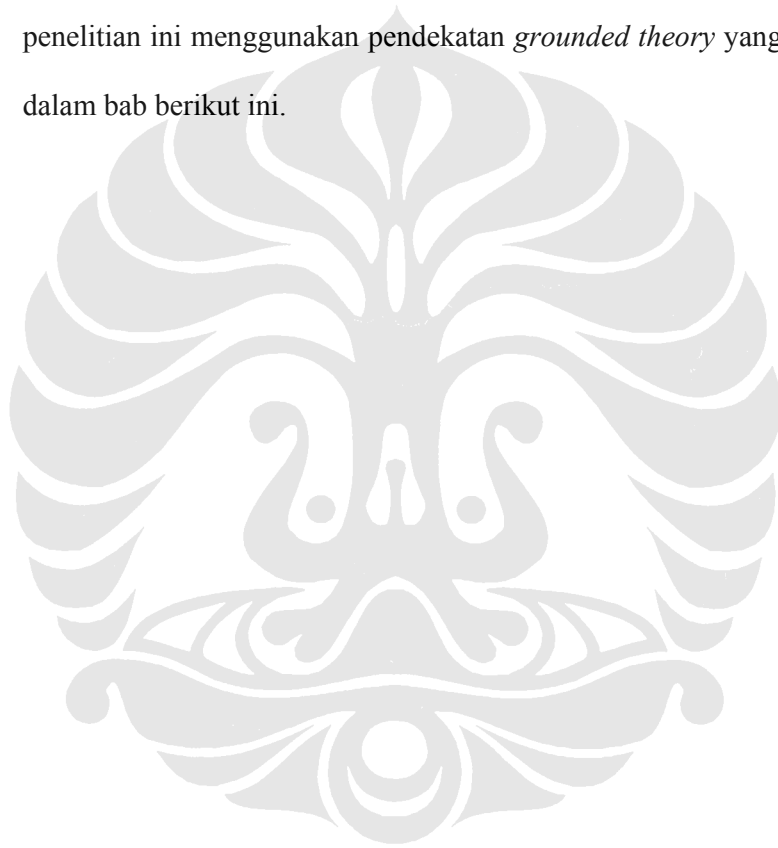 penelitian ini menggunakan pendekatan grounded theory yang
dalam bab berikut ini.